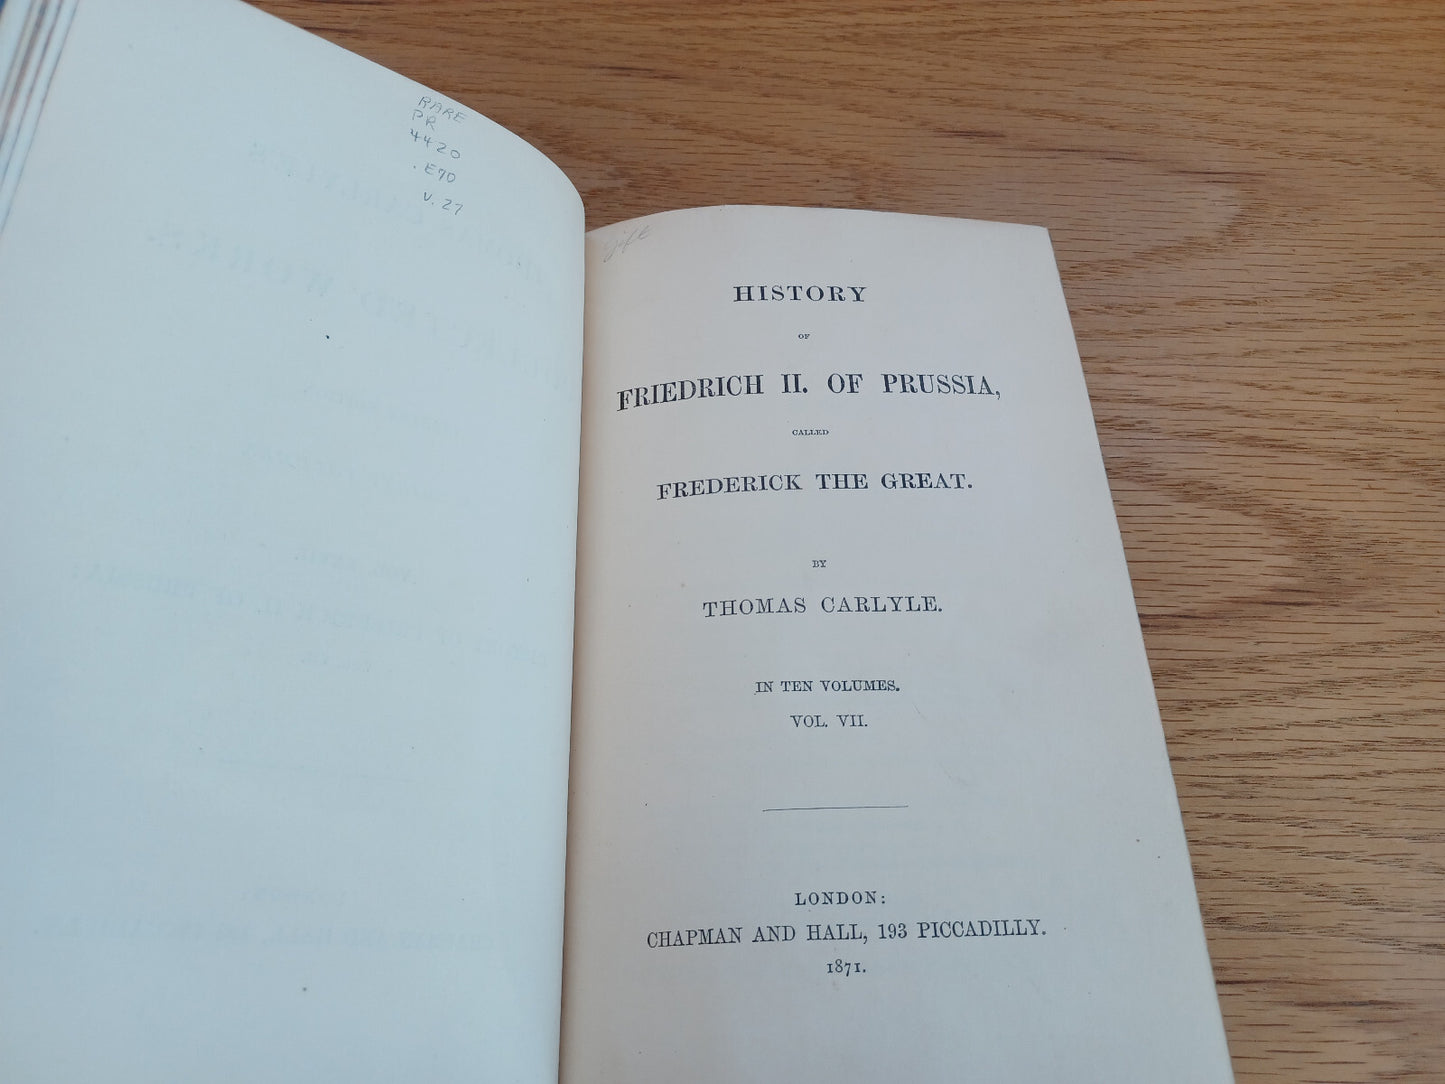 RARE
PR
4420
.E70
V. 27
gift
HISTORY
OF
FRIEDRICH II. OF PRUSSIA,
CALLED
FREDERICK THE GREAT.
BY
THOMAS CARLYLE.
IN TEN VOLUMES.
VOL. VII.
LONDON:
CHAPMAN AND HALL, 193 PICCADILLY.
1871.